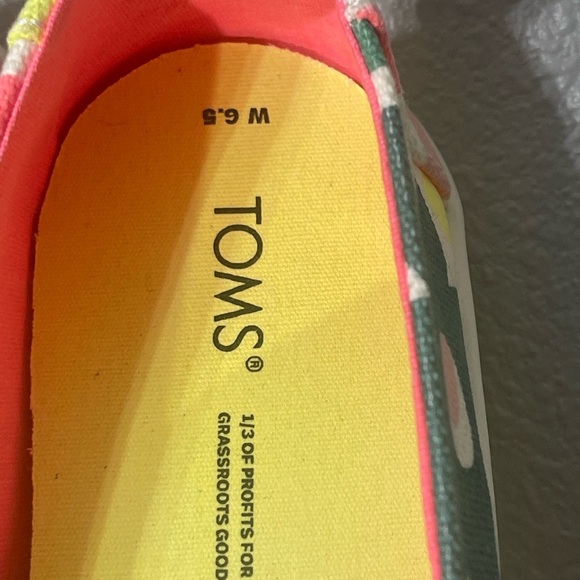 W 6.5
TOMS®
1/3 OF PROFITS FOR
GRASSROOTS GOOD